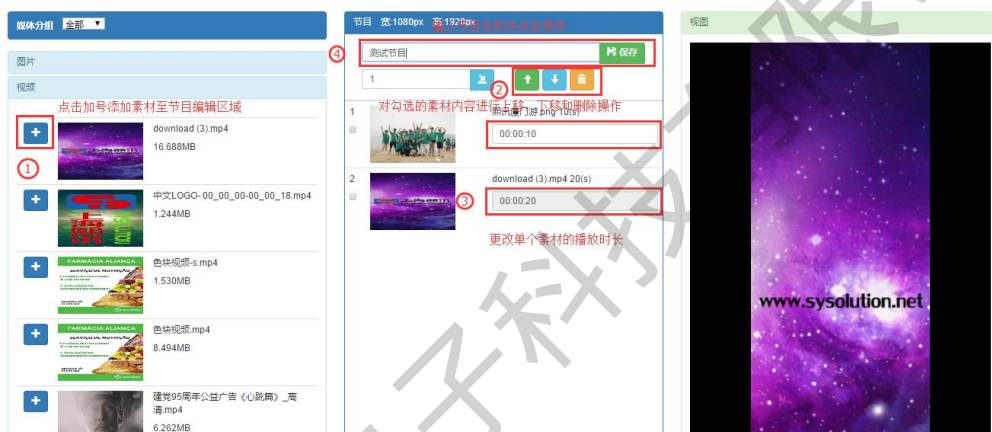 媒体分组 全部
图片
视频
点击加号添加素材至节目编辑区域
①
download (3).mp4
16.688MB
中文LOGO- 00_00_00-00_00_18.mp4
1.244MB
色块视频-s.mp4
1.530MB
色块视频.mp4
8.494MB
建党95周年公益广告《心跳篇》_高
清.mp4
6.262MB
节目 宽:1080px 高:1920px
④
测试节目
保存
1
②
对勾选的素材内容进行上移、下移和删除操作
1
00:00:10
2
download (3).mp4 20(s)
③
00:00:20
更改单个素材的播放时长
视图
www.sysolution.net